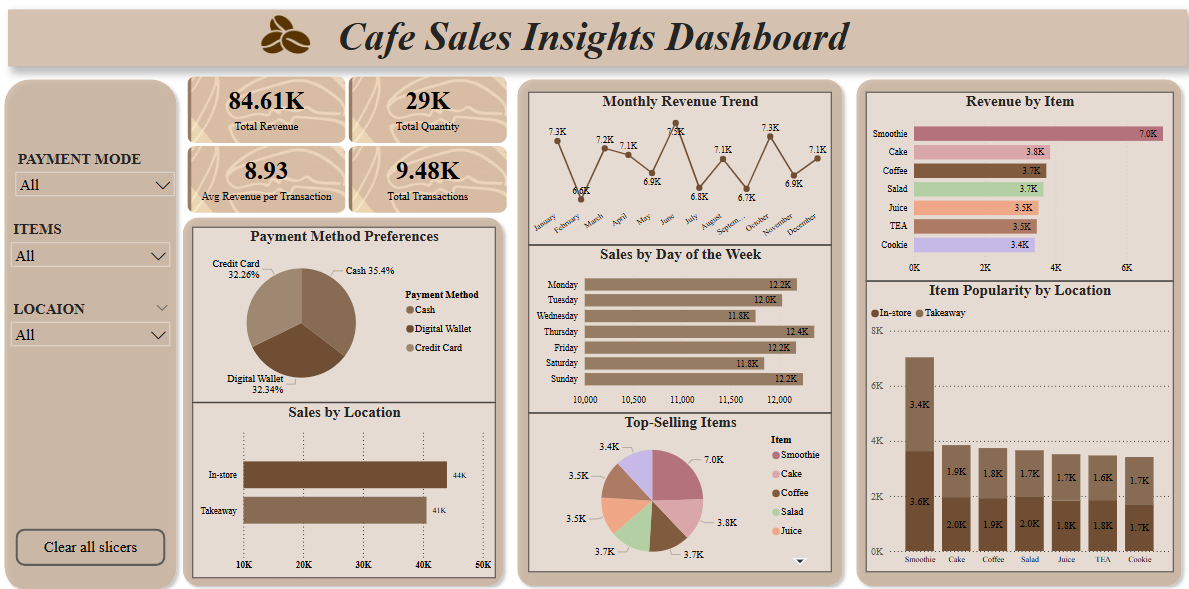 Cafe Sales Insights Dashboard
PAYMENT MODE
All
ITEMS
All
LOCAION
All
Clear all slicers
84.61K
Total Revenue
29K
Total Quantity
8.93
Avg Revenue per Transaction
9.48K
Total Transactions
Payment Method Preferences
Credit Card
32.26%
Cash 35.4%
Digital Wallet
32.34%
Payment Method
Cash
Digital Wallet
Credit Card
Sales by Location
In-store
44K
Takeaway
41K
10K 20K 30K 40K 50K
Monthly Revenue Trend
7.3K
6.6K
7.2K
7.1K
6.9K
7.5K
6.8K
7.1K
6.7K
7.3K
6.9K
7.1K
January
February
March
April
May
June
July
August
Septem...
October
November
December
Sales by Day of the Week
Monday 12.2K
Tuesday 12.0K
Wednesday 11.8K
Thursday 12.4K
Friday 12.2K
Saturday 11.8K
Sunday 12.2K
10,000 10,500 11,000 11,500 12,000
Top-Selling Items
3.4K
7.0K
3.5K
3.5K
3.8K
3.7K
3.7K
Item
Smoothie
Cake
Coffee
Salad
Juice
Revenue by Item
Smoothie 7.0K
Cake 3.8K
Coffee 3.7K
Salad 3.7K
Juice 3.5K
TEA 3.5K
Cookie 3.4K
0K 2K 4K 6K
Item Popularity by Location
In-store Takeaway
8K
6K
4K
2K
0K
3.4K
1.9K
1.8K
1.7K
1.7K
1.6K
1.7K
3.6K
2.0K
1.9K
2.0K
1.8K
1.8K
1.7K
Smoothie Cake Coffee Salad Juice TEA Cookie